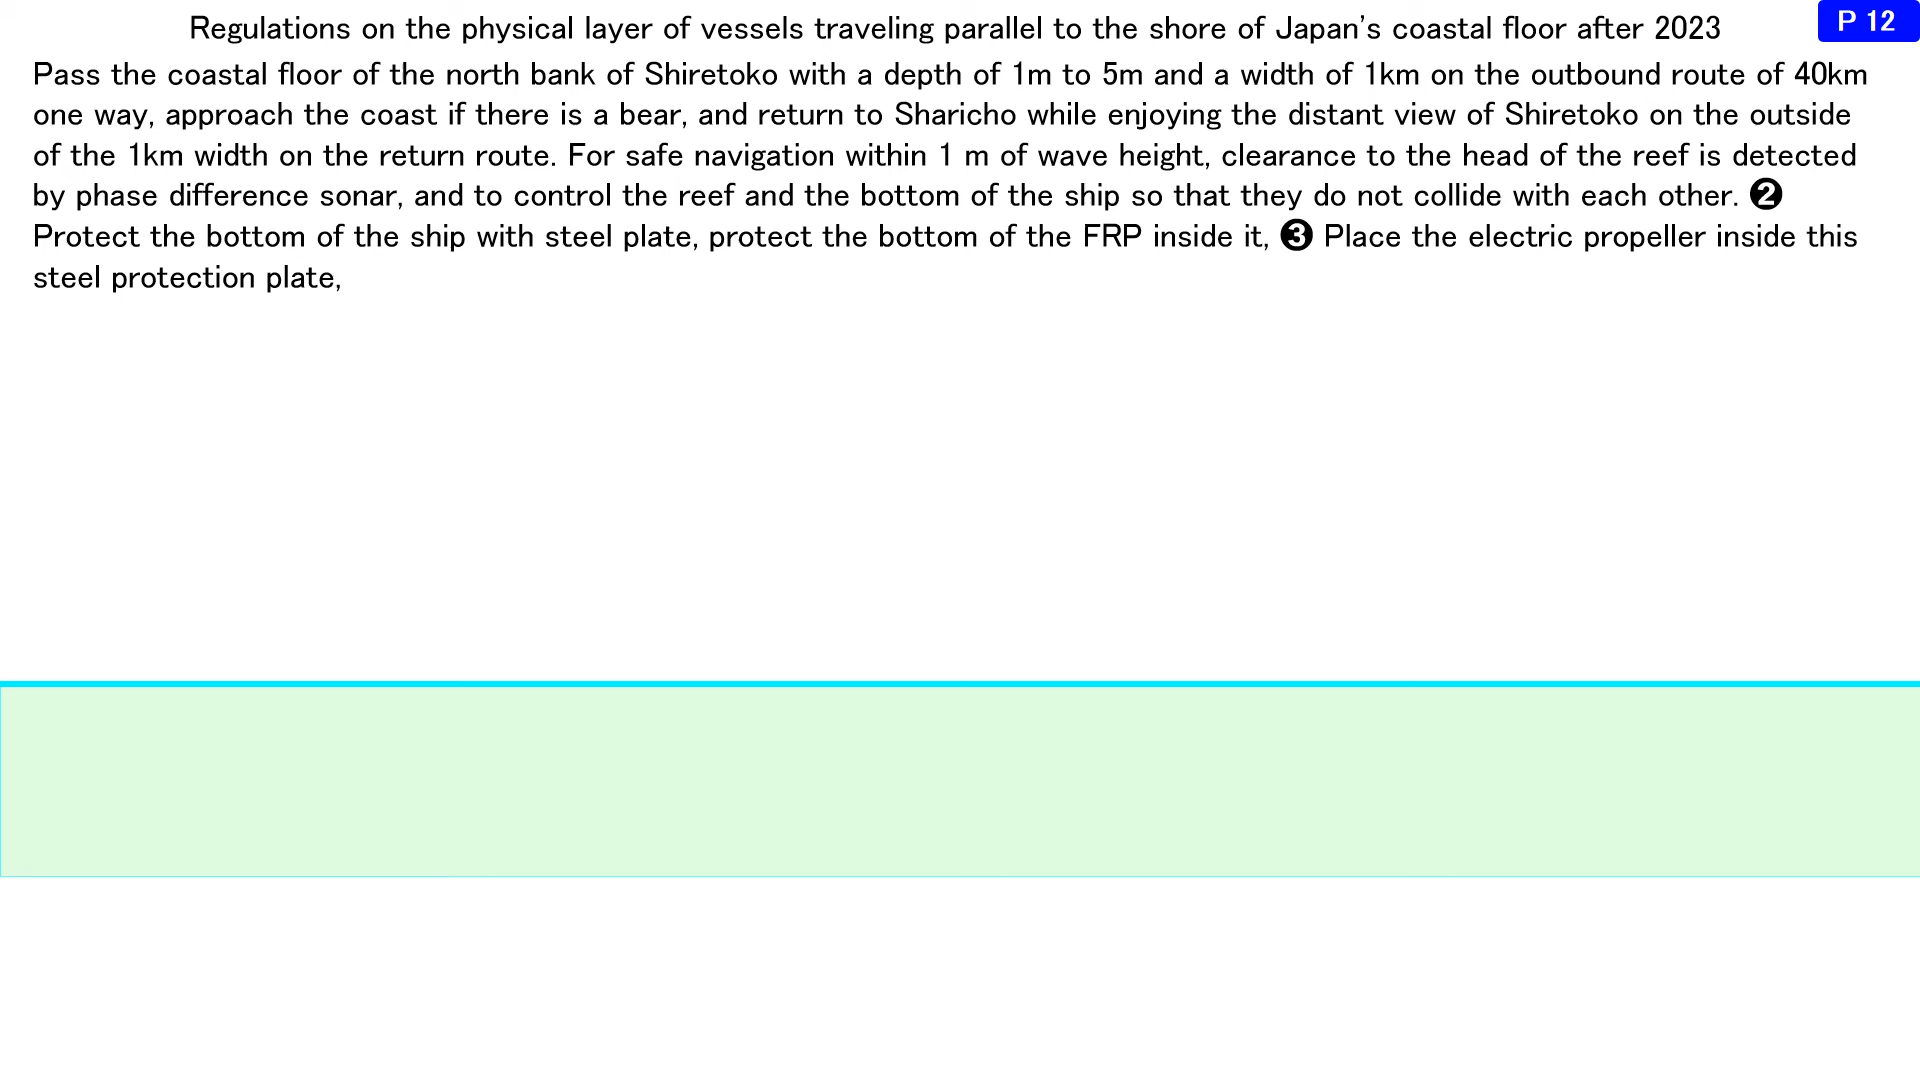 Regulations on the physical layer of vessels traveling parallel to the shore of Japan's coastal floor after 2023
P 12
Pass the coastal floor of the north bank of Shiretoko with a depth of 1m to 5m and a width of 1km on the outbound route of 40km
one way, approach the coast if there is a bear, and return to Sharicho while enjoying the distant view of Shiretoko on the outside
of the 1km width on the return route. For safe navigation within 1 m of wave height, clearance to the head of the reef is detected
by phase difference sonar, and to control the reef and the bottom of the ship so that they do not collide with each other. ❷
Protect the bottom of the ship with steel plate, protect the bottom of the FRP inside it, ❸ Place the electric propeller inside this
steel protection plate,